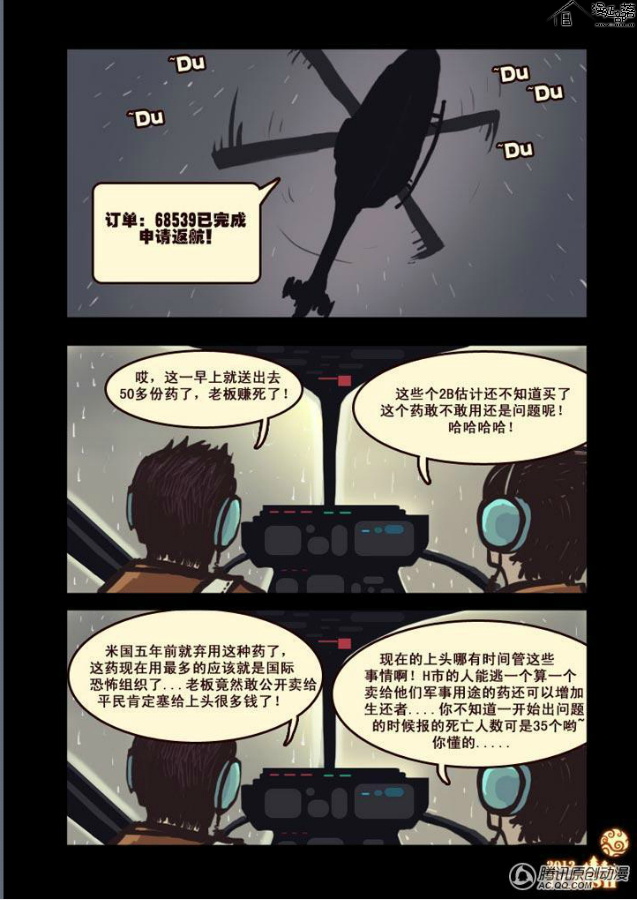 漫域部落
~Du
~Du
~Du
~Du
~Du
订单：68539已完成
申请返航！
哎，这一早上就送出去
50多份药了，老板赚死了！
这些个2B估计还不知道买了
这个药敢不敢用还是问题呢！
哈哈哈哈！
米国五年前就弃用这种药了，
这药现在用最多的应该就是国际
恐怖组织了...老板竟然敢公开卖给
平民肯定塞给上头很多钱了！
现在的上头哪有时间管这些
事情啊！H市的人能逃一个算一个
卖给他们军事用途的药还可以增加
生还者....你不知道一开始出问题
的时候报的死亡人数可是35个哟~
你懂的.....
2012
腾讯原创动漫
AC.QQ.COM